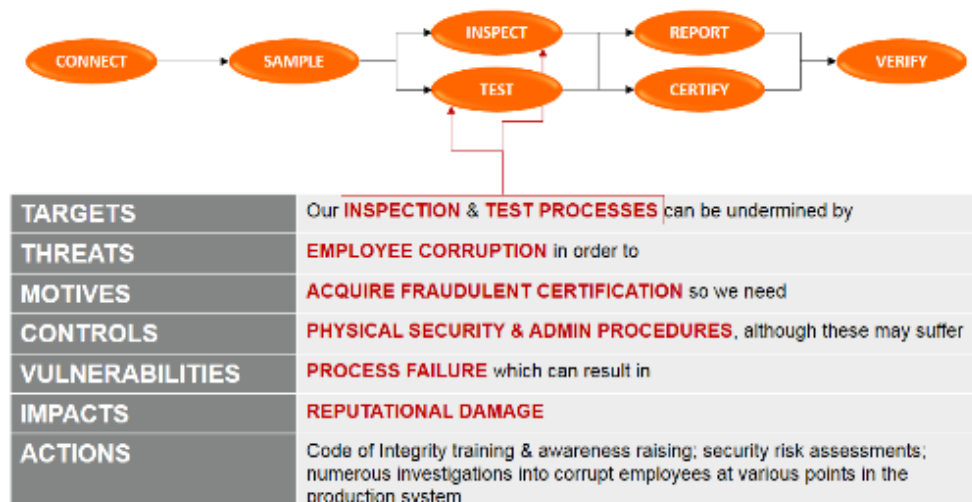 CONNECT
SAMPLE
INSPECT
TEST
REPORT
CERTIFY
VERIFY
TARGETS
Our INSPECTION & TEST PROCESSES can be undermined by
THREATS
EMPLOYEE CORRUPTION in order to
MOTIVES
ACQUIRE FRAUDULENT CERTIFICATION so we need
CONTROLS
PHYSICAL SECURITY & ADMIN PROCEDURES, although these may suffer
VULNERABILITIES
PROCESS FAILURE which can result in
IMPACTS
REPUTATIONAL DAMAGE
ACTIONS
Code of Integrity training & awareness raising; security risk assessments;
numerous investigations into corrupt employees at various points in the
production system